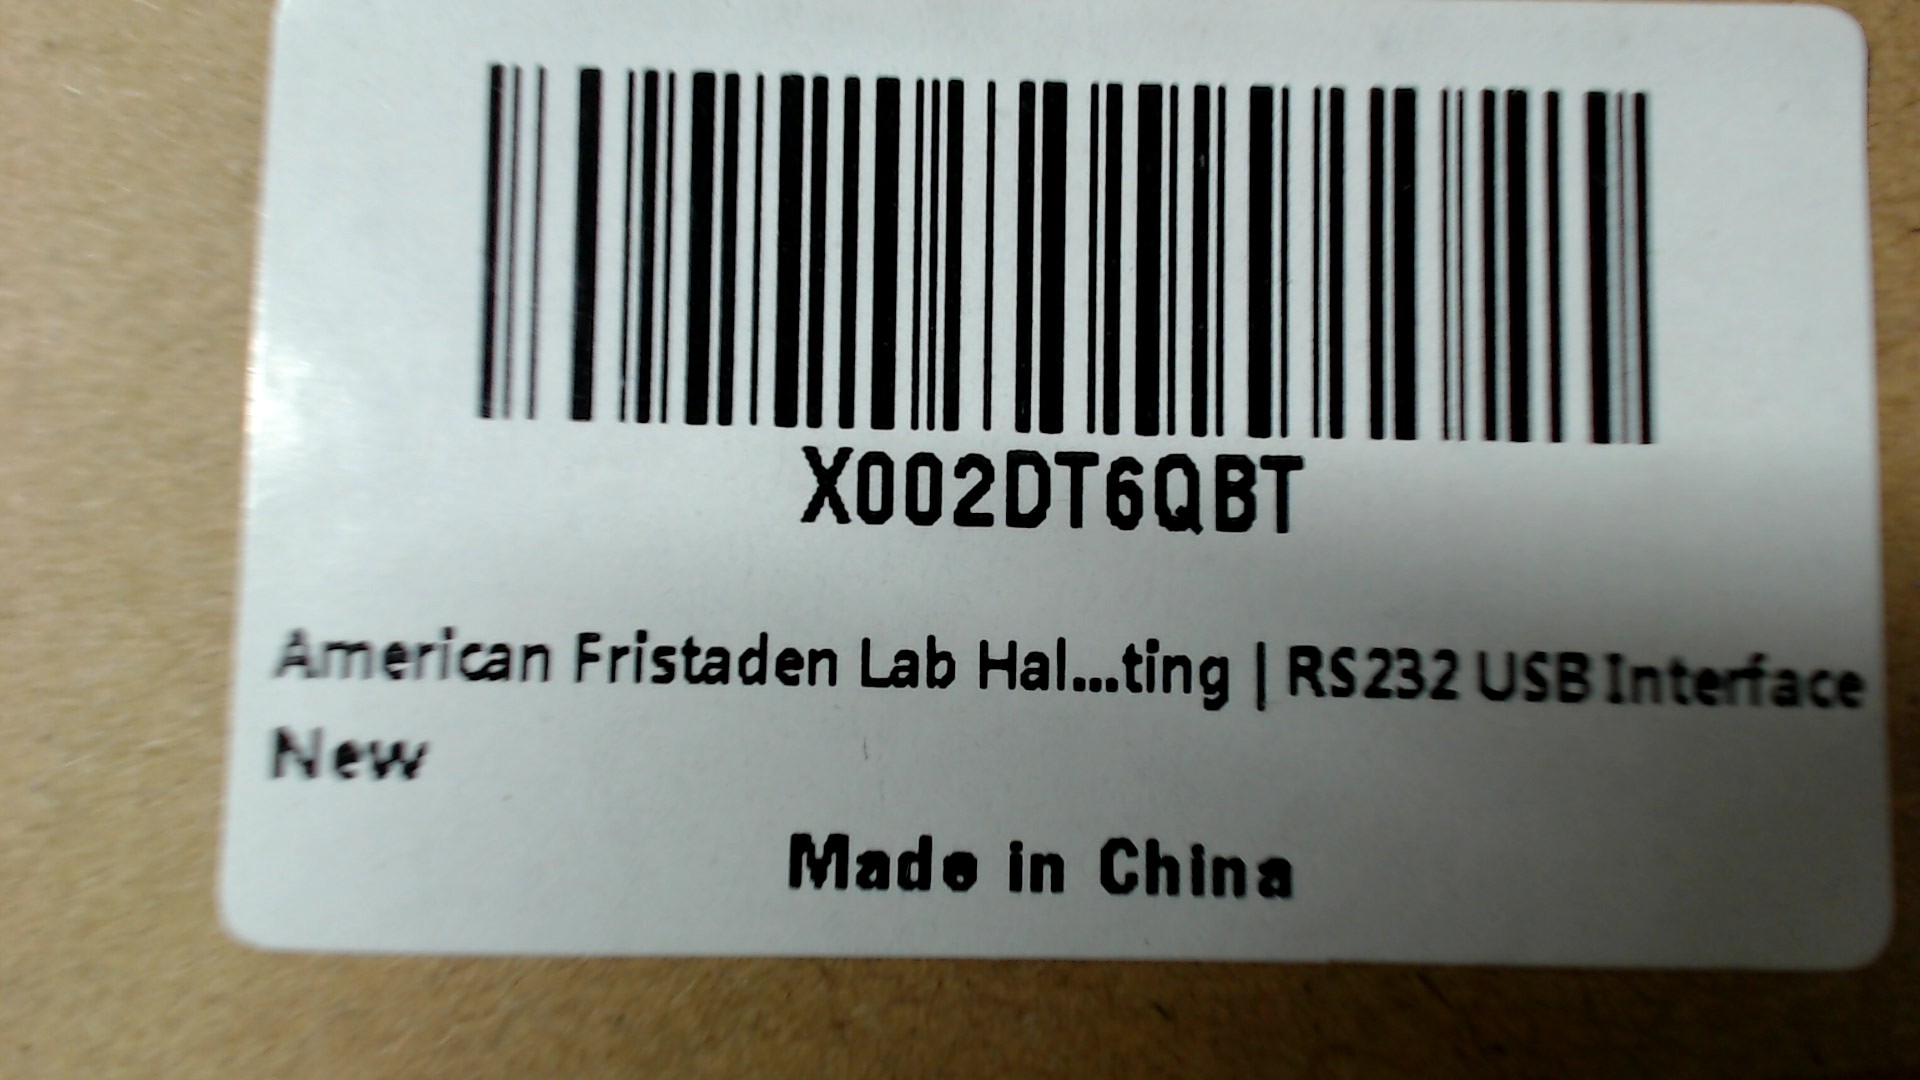 X002DT6QBT
American Fristaden Lab Hal...ting | RS232 USB Interface
New
Made in China